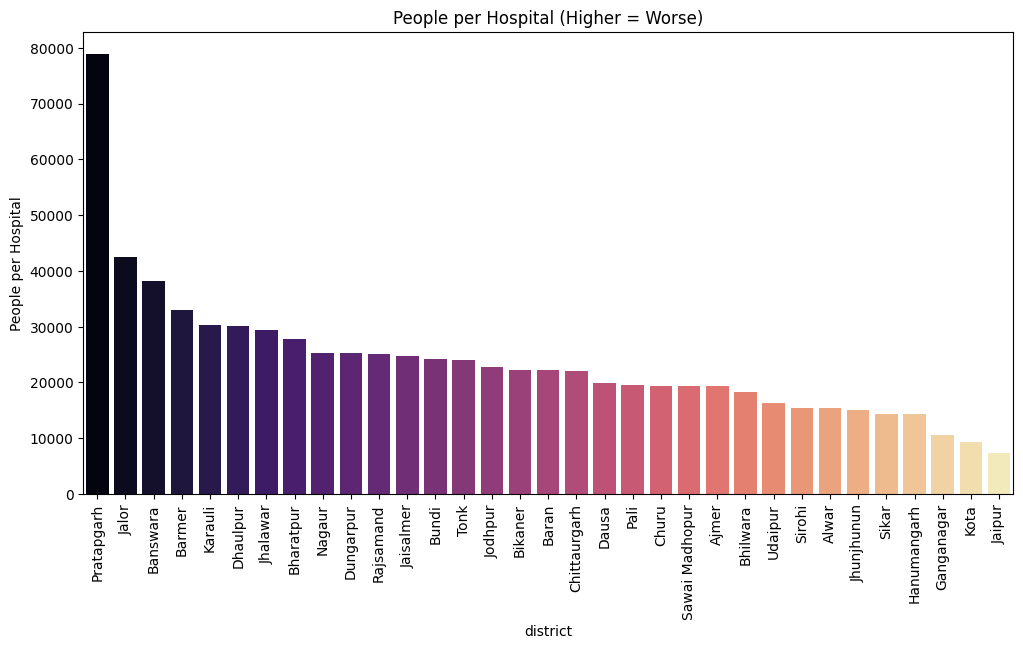 People per Hospital (Higher = Worse)
80000
70000
60000
50000
40000
30000
20000
10000
0
People per Hospital
Pratapgarh
Jalor
Banswara
Barmer
Karauli
Dhaulpur
Jhalawar
Bharatpur
Nagaur
Dungarpur
Rajsamand
Jaisalmer
Bundi
Tonk
Jodhpur
Bikaner
Baran
Chittaurgarh
Dausa
Pali
Churu
Sawai Madhopur
Ajmer
Bhilwara
Udaipur
Sirohi
Alwar
Jhunjhunun
Sikar
Hanumangarh
Ganganagar
Kota
Jaipur
district